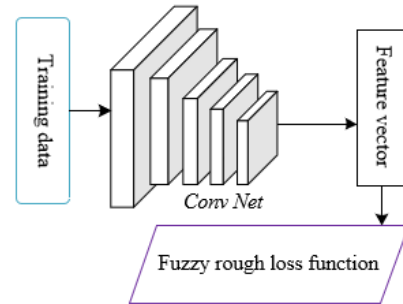 Training data
Conv Net
Feature vector
Fuzzy rough loss function